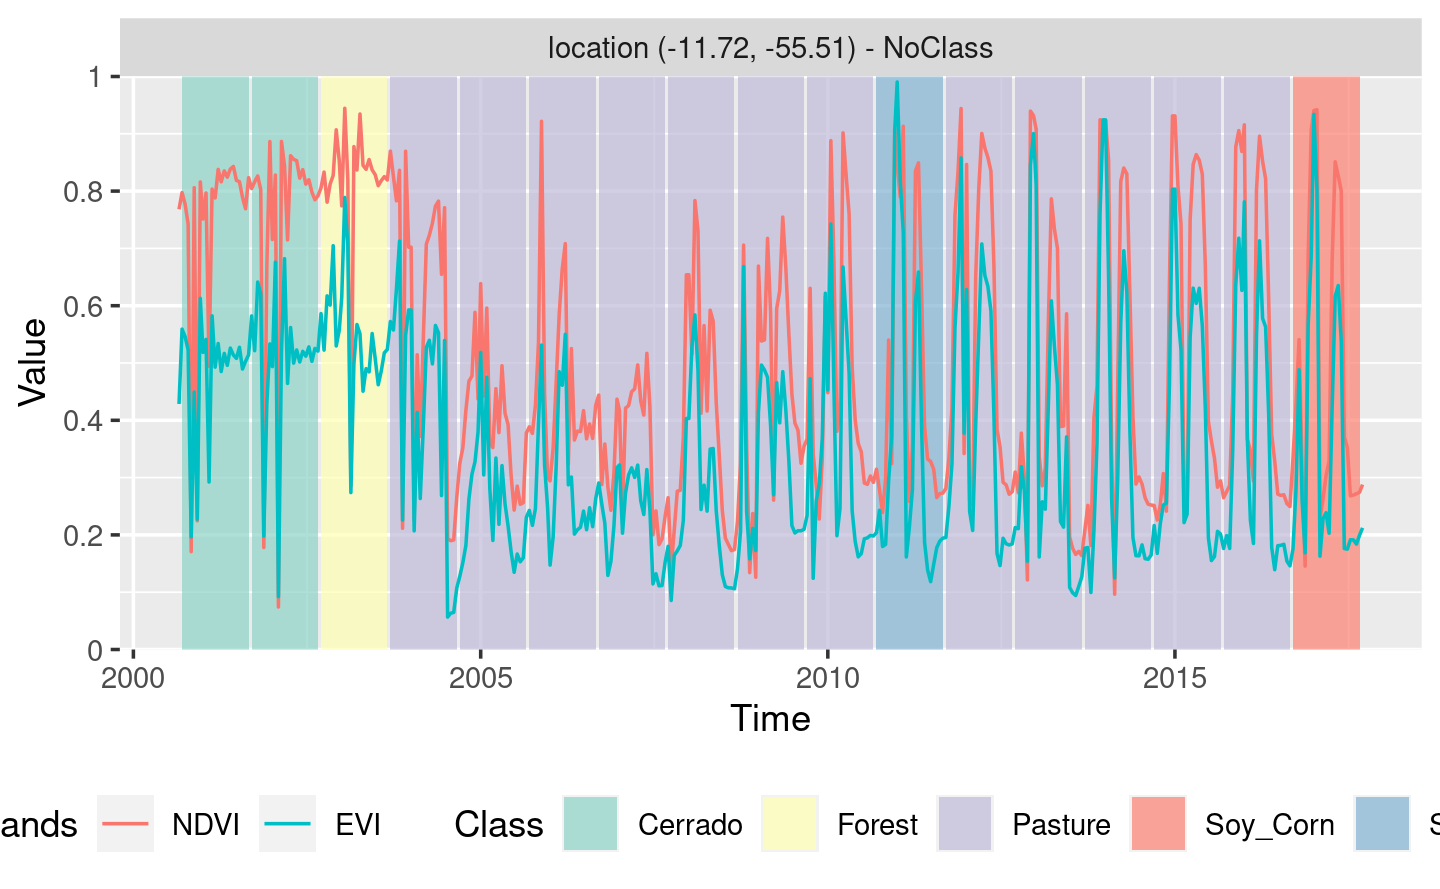 location (-11.72, -55.51) - NoClass
1
0.8
0.6
0.4
0.2
0
Value
2000 2005 2010 2015
Time
ands NDVI EVI Class Cerrado Forest Pasture Soy_Corn S